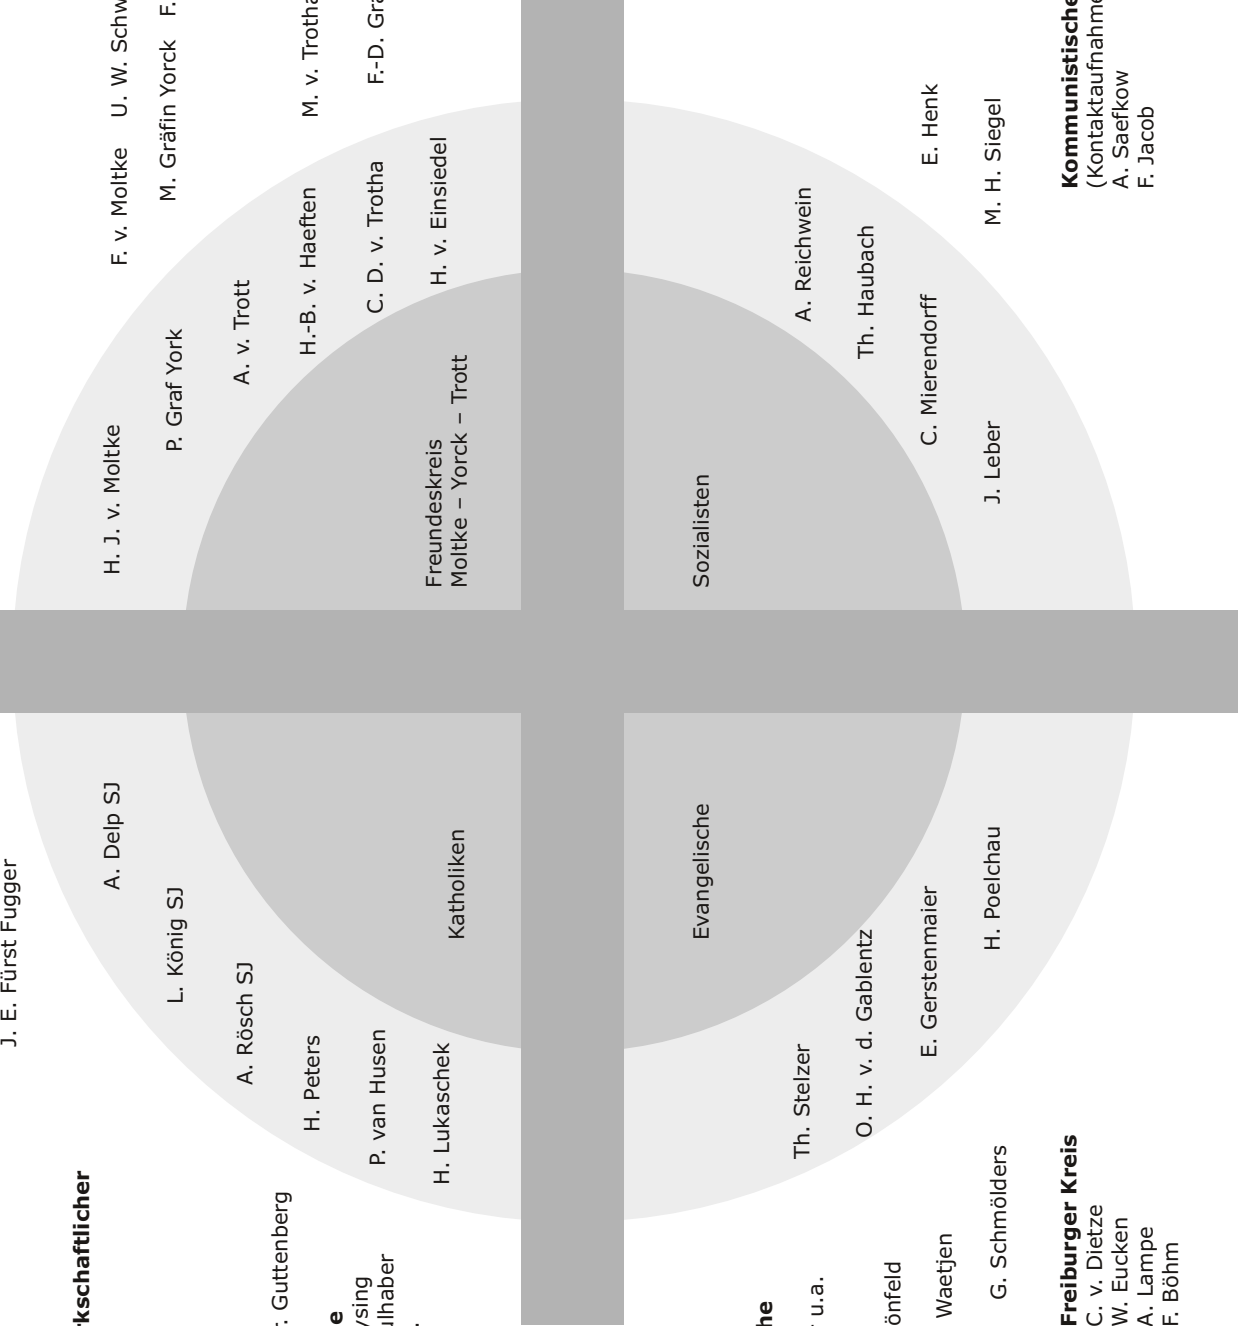 F. v. Moltke
M. Gräfin Yorck
M. v.
F.-D.
H. J. v. Moltke
P. Graf York
A. v. Trott
H.-B. v. Haeften
C. D. v. Trotha
H. v. Einsiedel
Freundeskreis
Moltke – Yorck – Trott
A. Reichwein
Th. Haubach
C. Mierendorff
J. Leber
E. Henk
M. H. Siegel
Sozialisten
Kommunistische
(Kontaktaufnahme
A. Saefkow
F. Jacob
J. E. Fürst Fugger
A. Delp SJ
L. König SJ
A. Rösch SJ
H. Peters
P. van Husen
H. Lukaschek
Katholiken
Evangelische
Th. Stelzer
O. H. v. d. Gablentz
E. Gerstenmaier
H. Poelchau
Guttenberg
u.a.
Waetjen
G. Schmölders
Freiburger Kreis
C. v. Dietze
W. Eucken
A. Lampe
F. Böhm